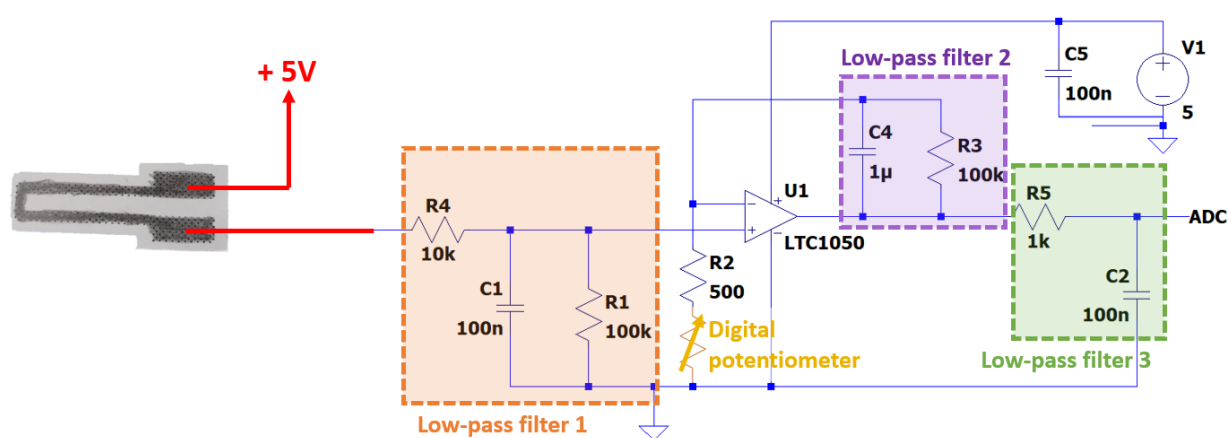 + 5V
Low-pass filter 1
R4
10k
C1
100n
R1
100k
U1
LTC1050
R2
500
Digital
potentiometer
Low-pass filter 2
C4
1µ
R3
100k
C5
100n
V1
5
R5
1k
C2
100n
ADC
Low-pass filter 3